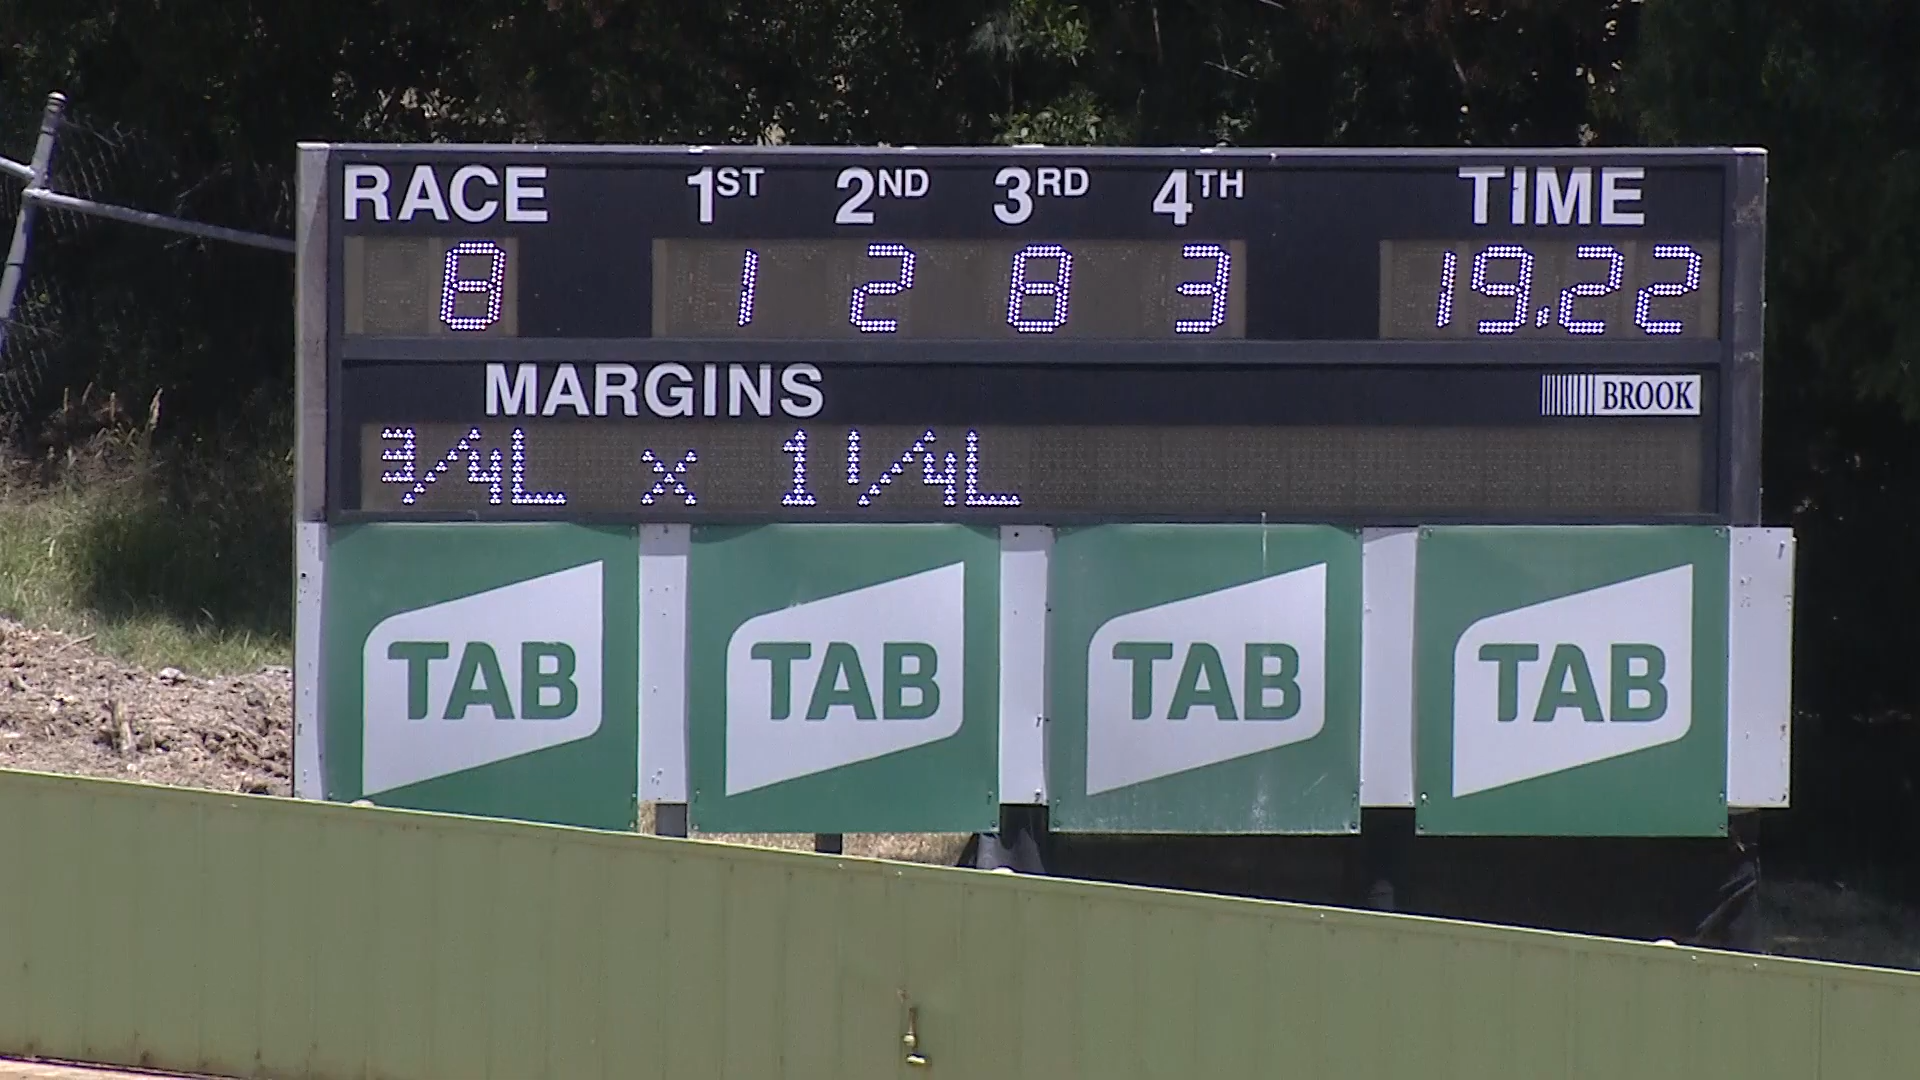 RACE 1ST 2ND 3RD 4TH TIME
8 1 2 8 3 19.22
MARGINS BROOK
¾L x 1 ¼L
TAB TAB TAB TAB